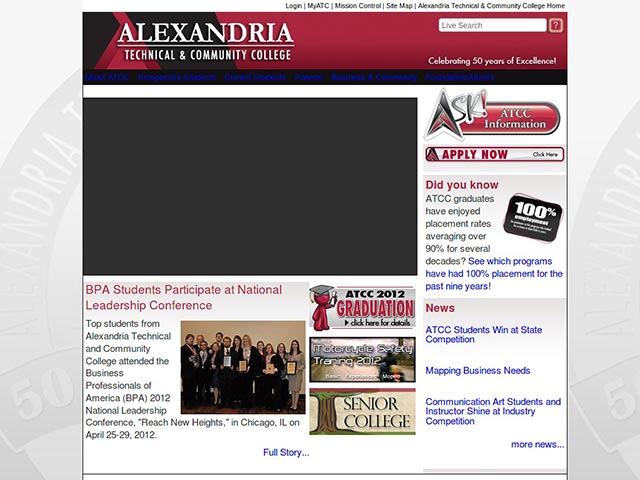 Login | MyATC | Mission Control | Site Map | Alexandria Technical & Community College Home
ALEXANDRIA
TECHNICAL & COMMUNITY COLLEGE
Live Search
?
Celebrating 50 years of Excellence!
About ATCC Prospective Students Current Students Parents Business & Community Foundation/Alumni
ASK!
ATCC
Information
APPLY NOW Click Here
Did you know
ATCC graduates
have enjoyed
placement rates
averaging over
90% for several
decades? See which programs
have had 100% placement for the
past nine years!
100%
employment
BPA Students Participate at National
Leadership Conference
Top students from
Alexandria Technical
and Community
College attended the
Business
Professionals of
America (BPA) 2012
National Leadership
Conference, "Reach New Heights," in Chicago, IL on
April 25-29, 2012.
Full Story...
ATCC 2012
GRADUATION
click here for details
Motorcycle Safety
Training 2012
Basic, Experienced, Moped
SENIOR
COLLEGE
News
ATCC Students Win at State
Competition
Mapping Business Needs
Communication Art Students and
Instructor Shine at Industry
Competition
more news...